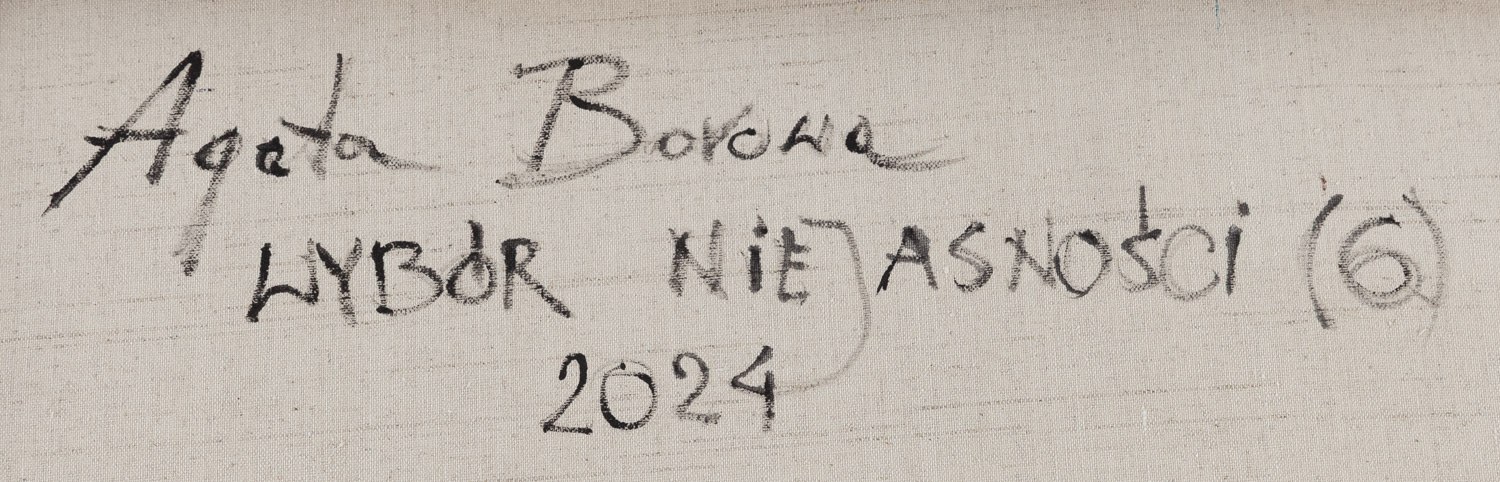 Agata Borowa
WYBÓR NIEJASNOŚCI (6)
2024